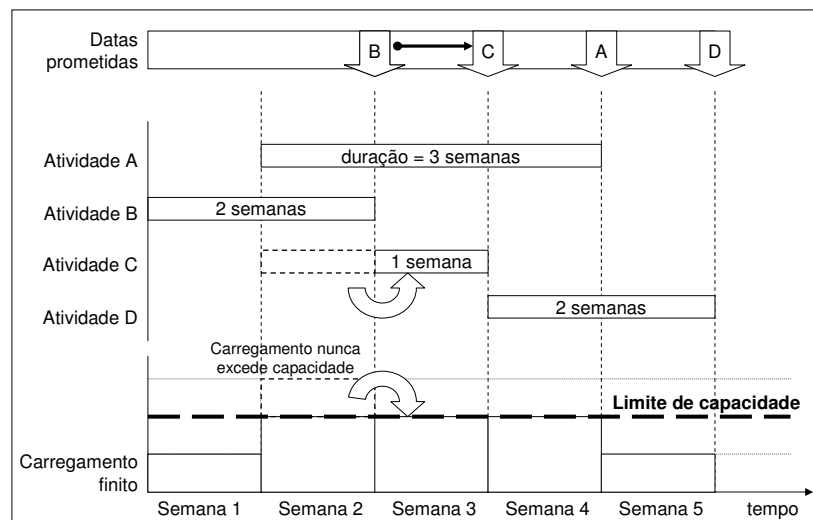 Datas
prometidas
B
C
A
D
Atividade A
duração = 3 semanas
Atividade B
2 semanas
Atividade C
1 semana
Atividade D
2 semanas
Carregamento nunca
excede capacidade
Limite de capacidade
Carregamento
finito
Semana 1 Semana 2 Semana 3 Semana 4 Semana 5 tempo